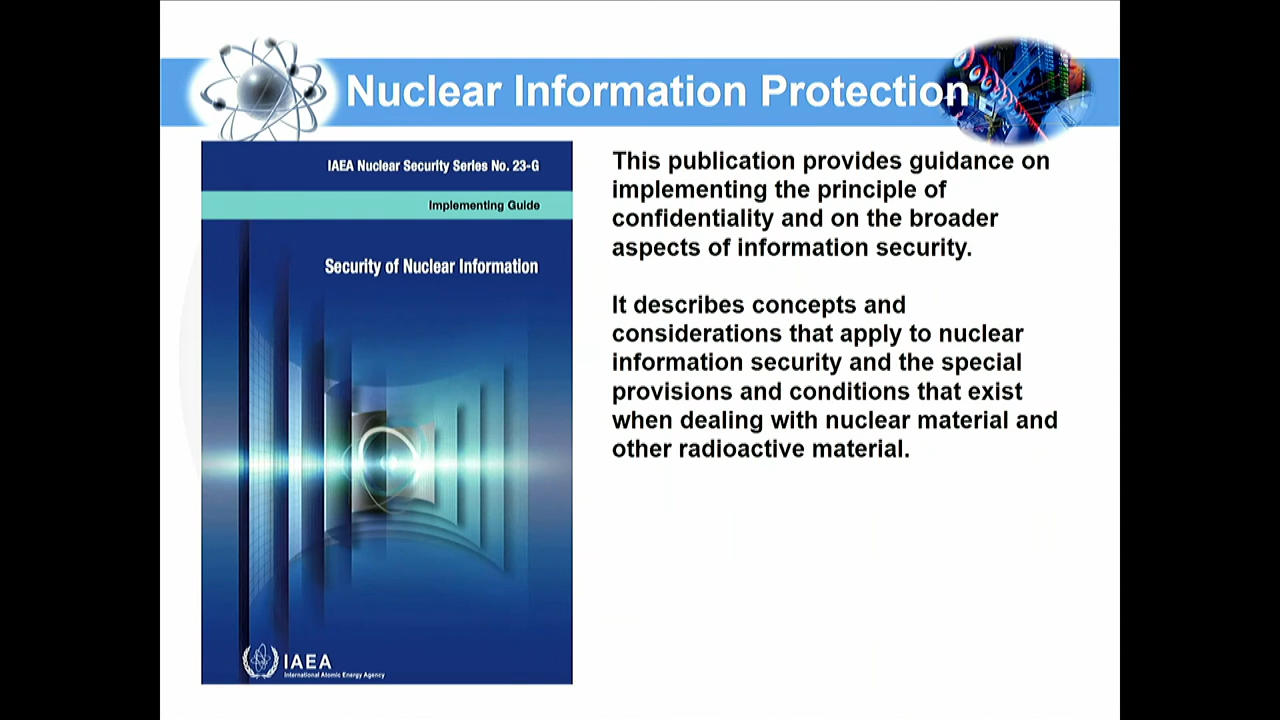 Nuclear Information Protection
IAEA Nuclear Security Series No. 23-G
Implementing Guide
Security of Nuclear Information
IAEA
International Atomic Energy Agency
This publication provides guidance on
implementing the principle of
confidentiality and on the broader
aspects of information security.
It describes concepts and
considerations that apply to nuclear
information security and the special
provisions and conditions that exist
when dealing with nuclear material and
other radioactive material.